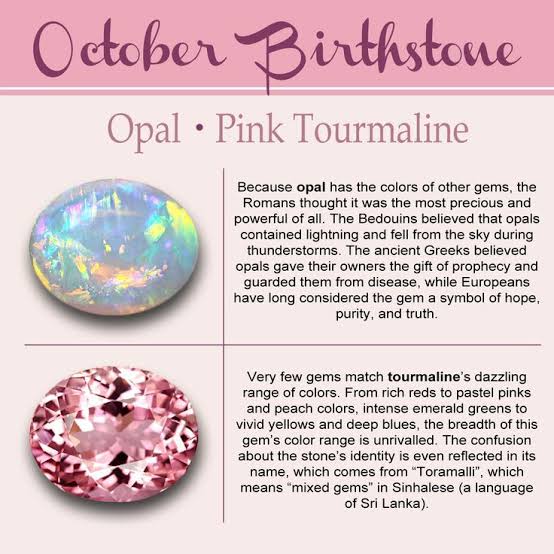 October Birthstone
Opal • Pink Tourmaline
Because opal has the colors of other gems, the
Romans thought it was the most precious and
powerful of all. The Bedouins believed that opals
contained lightning and fell from the sky during
thunderstorms. The ancient Greeks believed
opals gave their owners the gift of prophecy and
guarded them from disease, while Europeans
have long considered the gem a symbol of hope,
purity, and truth.
Very few gems match tourmaline's dazzling
range of colors. From rich reds to pastel pinks
and peach colors, intense emerald greens to
vivid yellows and deep blues, the breadth of this
gem's color range is unrivalled. The confusion
about the stone's identity is even reflected in its
name, which comes from “Toramalli”, which
means “mixed gems” in Sinhalese (a language
of Sri Lanka).